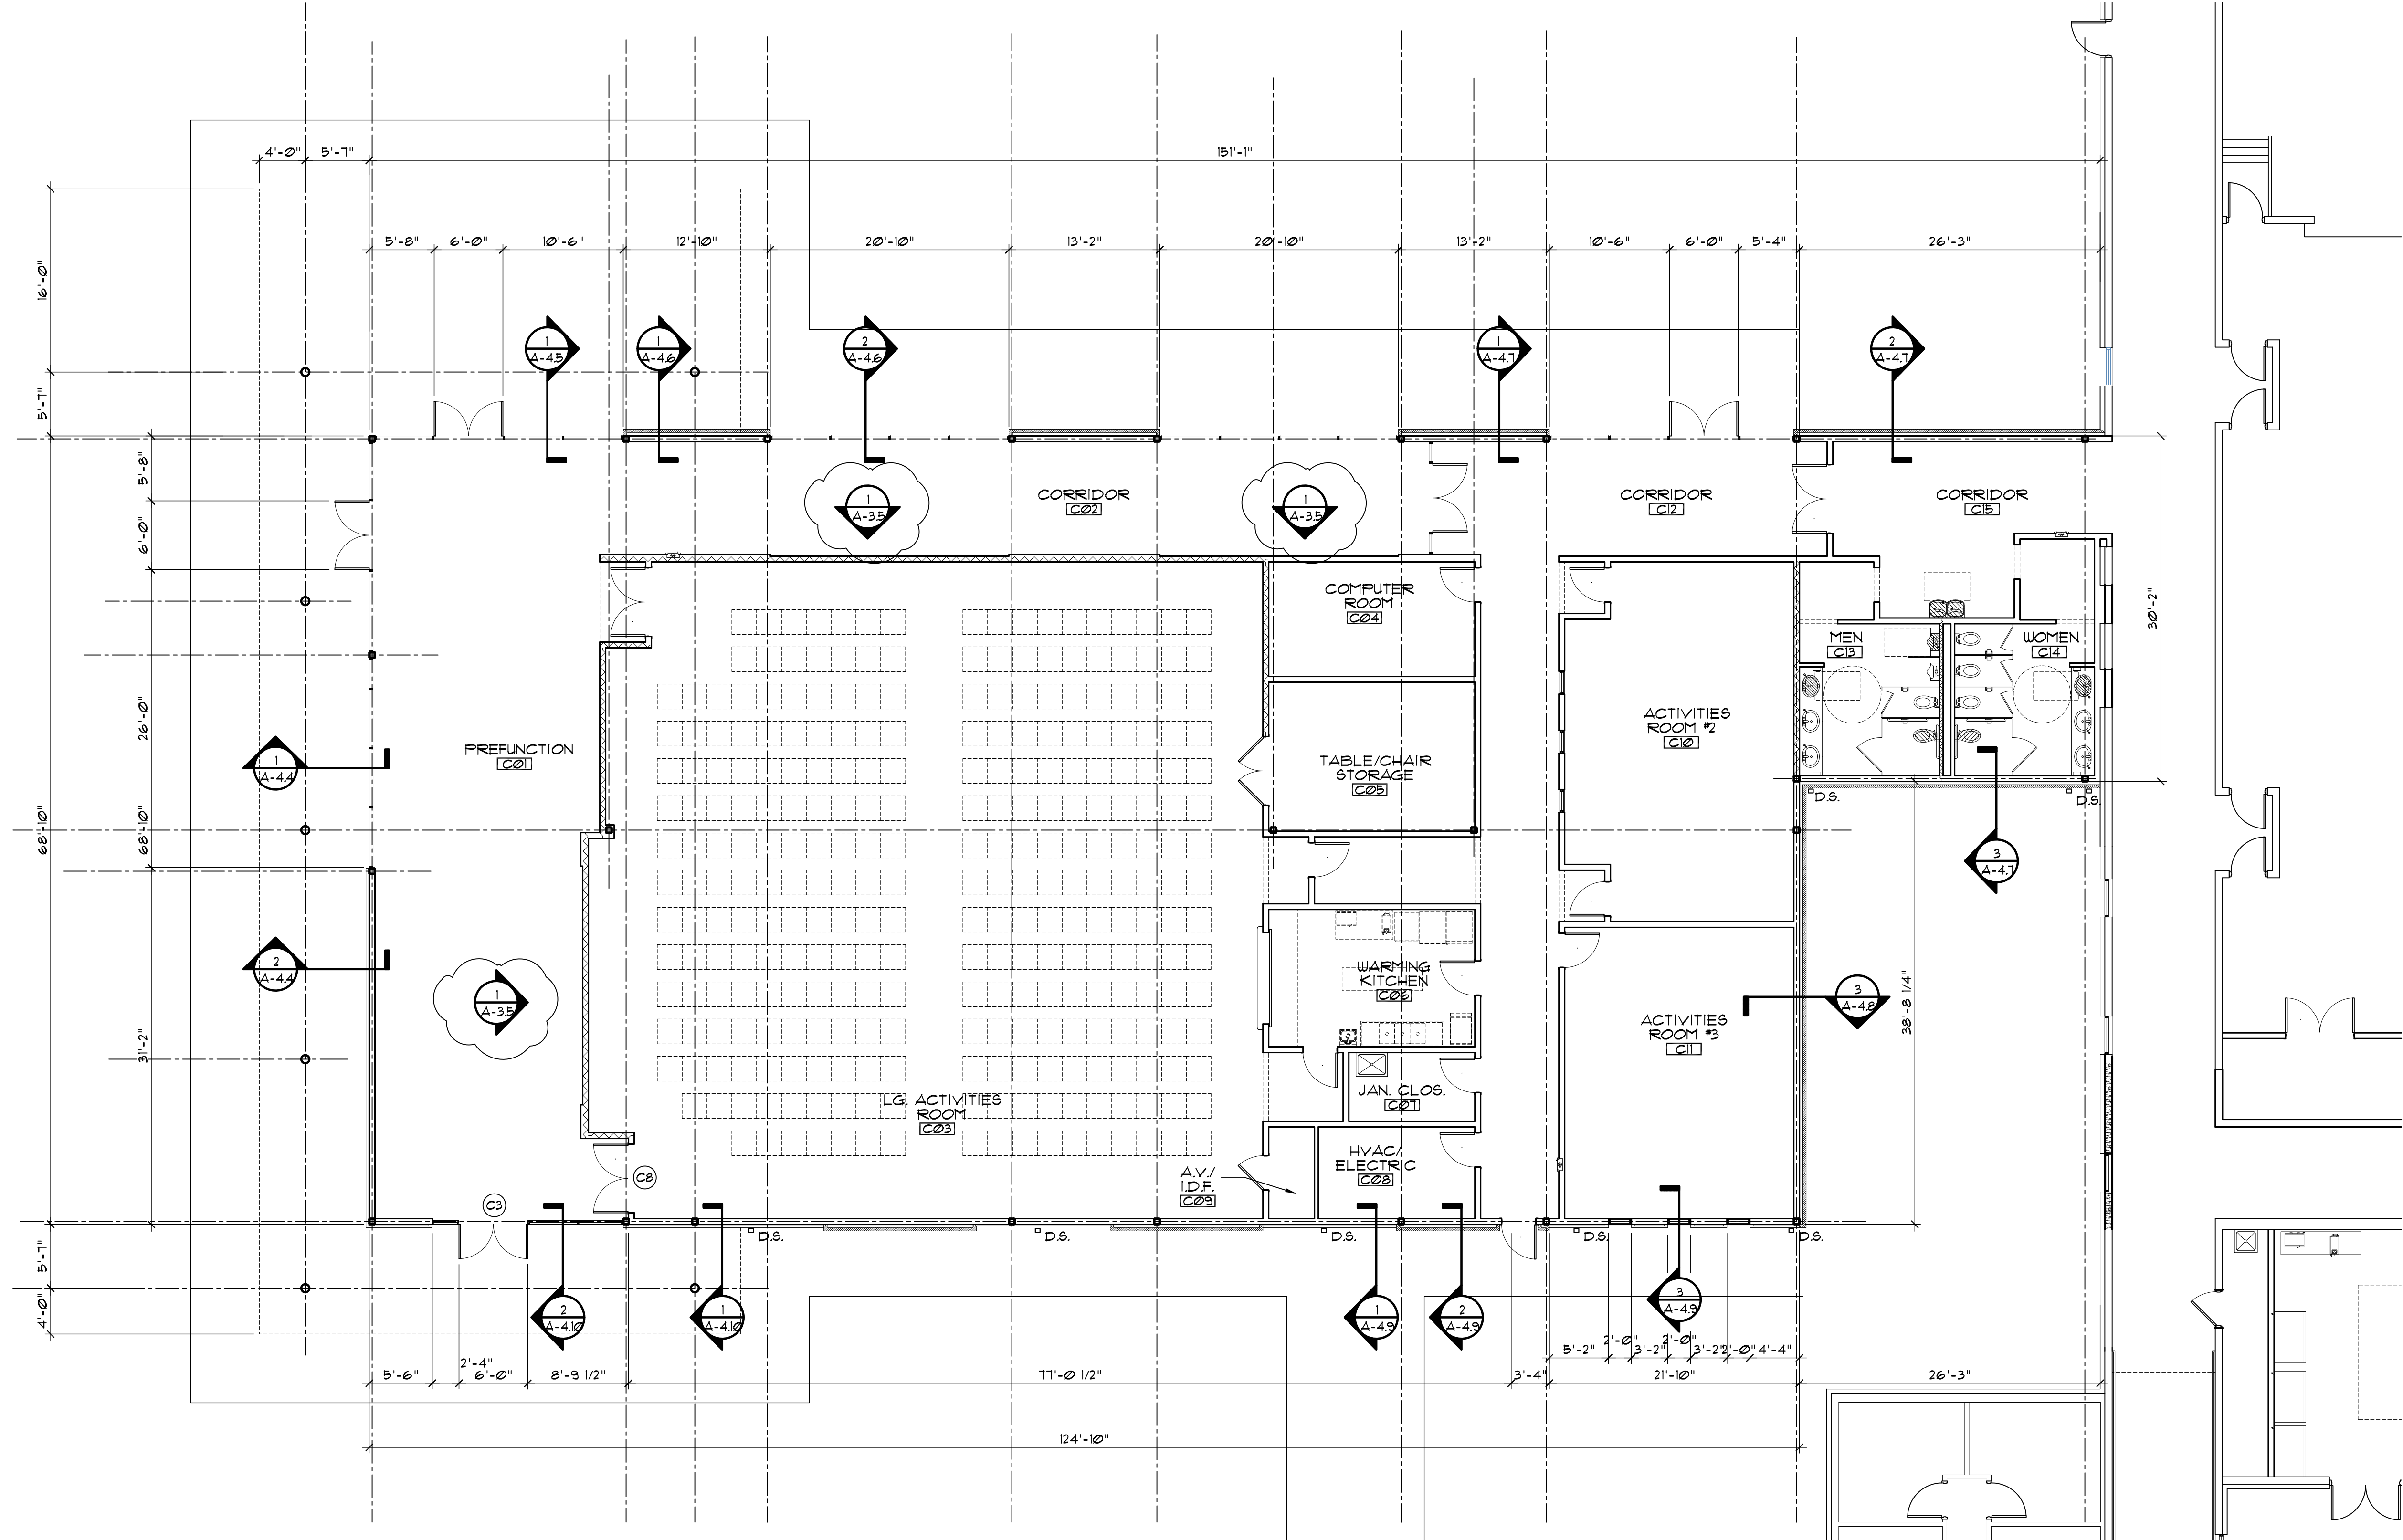 4'-0" 5'-7" 151'-1"
5'-8" 6'-0" 10'-6" 12'-10" 20'-10" 13'-2" 20'-10" 13'-2" 10'-6" 6'-0" 5'-4" 26'-3"
16'-0"
5'-7"
68'-10"
5'-7"
4'-0"
5'-8"
6'-0"
26'-0"
68'-10"
31'-2"
1
A-4.5
1
A-4.6
2
A-4.6
1
A-4.7
2
A-4.7
1
A-3.5
CORRIDOR
C02
1
A-3.5
CORRIDOR
C12
CORRIDOR
C15
COMPUTER
ROOM
C04
30'-2"
MEN
C13
WOMEN
C14
ACTIVITIES
ROOM #2
C10
PREFUNCTION
C01
TABLE/CHAIR
STORAGE
C05
1
A-4.4
D.S.
D.S.
3
A-4.7
2
A-4.4
WARMING
KITCHEN
C06
1
A-3.5
ACTIVITIES
ROOM #3
C11
3
A-4.8
38'-8 1/4"
JAN. CLOS.
C07
LG. ACTIVITIES
ROOM
C03
HVAC/
ELECTRIC
C08
A.V./
I.D.F.
C09
C8
C3
D.S.
D.S.
D.S.
D.S.
D.S.
2
A-4.10
1
A-4.10
1
A-4.9
2
A-4.9
3
A-4.9
5'-2" 2'-0" 3'-2" 2'-0" 3'-2" 2'-0" 4'-4"
5'-6" 2'-4" 6'-0" 8'-9 1/2" 77'-0 1/2" 3'-4" 21'-10" 26'-3"
124'-10"